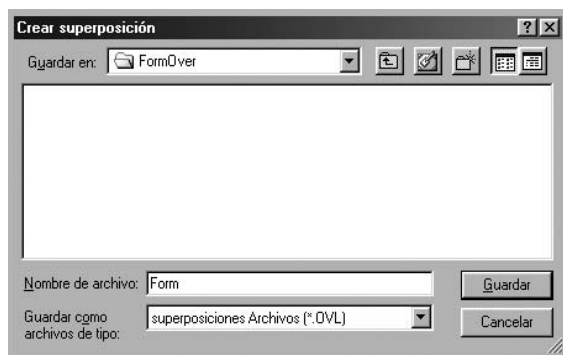 Crear superposición
Guardar en: FormOver
Nombre de archivo: Form
Guardar
Guardar como
archivos de tipo: superposiciones Archivos (*.OVL)
Cancelar